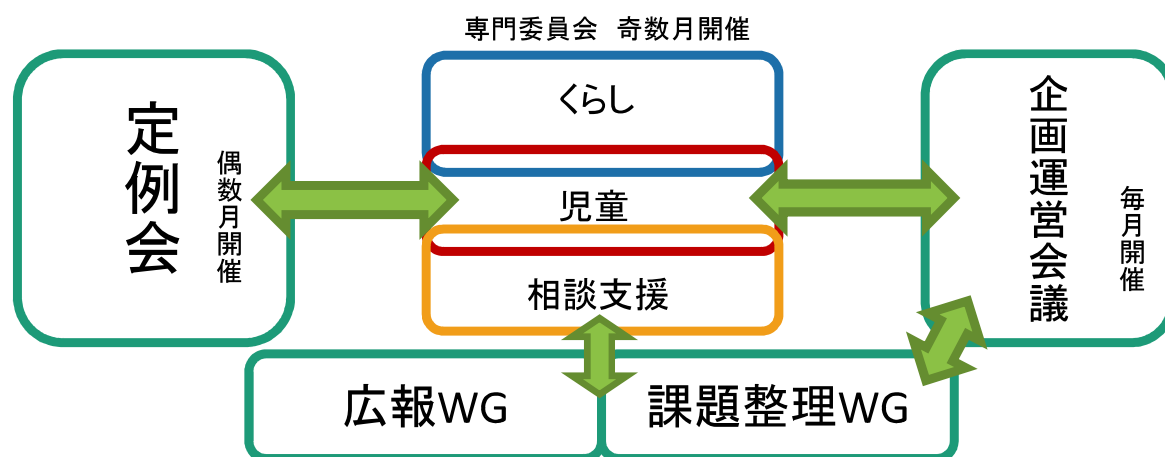 専門委員会 奇数月開催
定例会
偶数月開催
くらし
児童
相談支援
企画運営会議
毎月開催
広報WG
課題整理WG